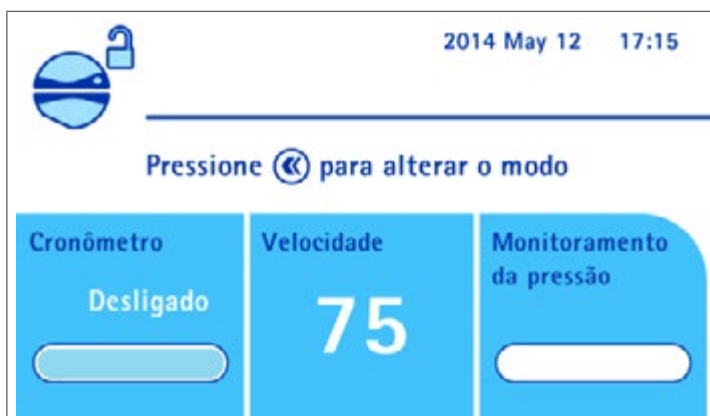 2014 May 12 17:15
Pressione para alterar o modo
Cronômetro
Desligado
Velocidade
75
Monitoramento
da pressão